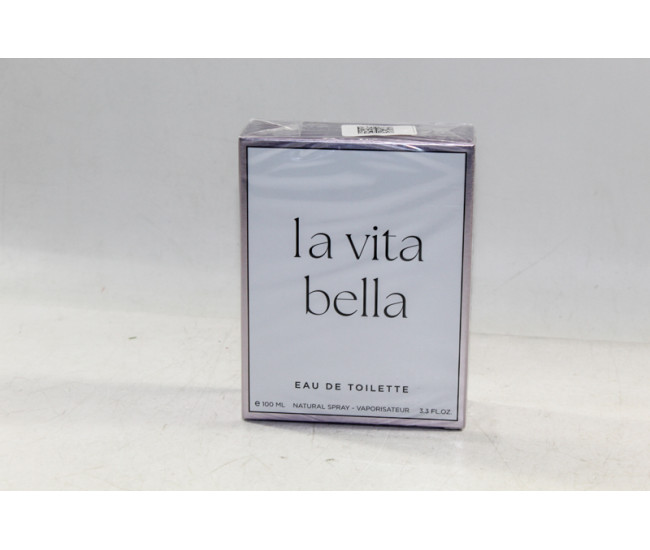 la vita
bella
EAU DE TOILETTE
e 100 ML NATURAL SPRAY - VAPORISATEUR 3.3 FL.OZ.